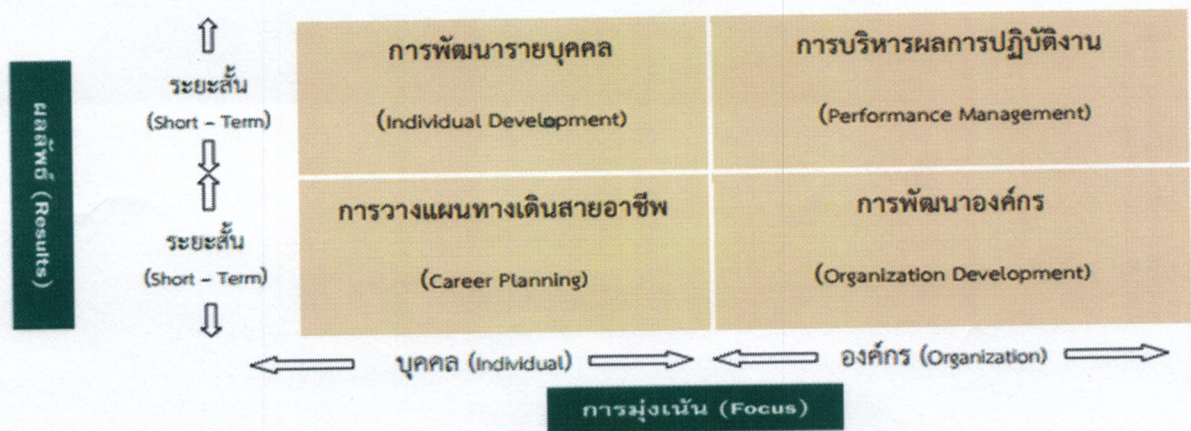 ผลลัพธ์ (Results)
ระยะสั้น
(Short - Term)
การพัฒนารายบุคคล
(Individual Development)
การบริหารผลการปฏิบัติงาน
(Performance Management)
ระยะสั้น
(Short - Term)
การวางแผนทางเดินสายอาชีพ
(Career Planning)
การพัฒนาองค์กร
(Organization Development)
บุคคล (Individual)
องค์กร (Organization)
การมุ่งเน้น (Focus)